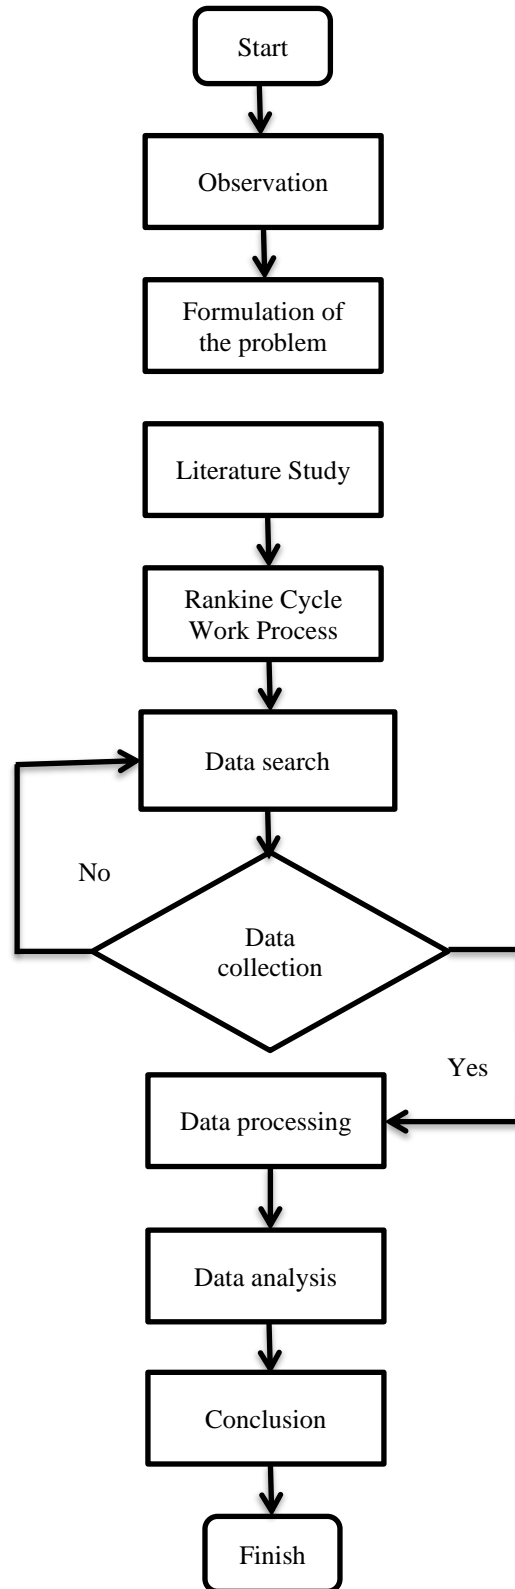 Start
Observation
Formulation of
the problem
Literature Study
Rankine Cycle
Work Process
Data search
No
Data
collection
Yes
Data processing
Data analysis
Conclusion
Finish